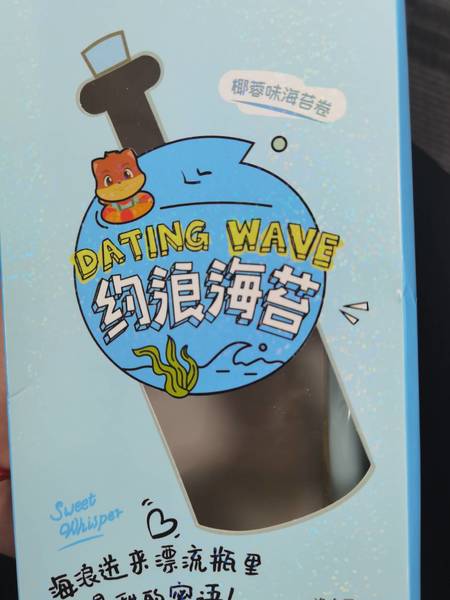 椰蓉味海苔卷
DATING WAVE
约浪海苔
Sweet
Whisper
海浪送来漂流瓶里